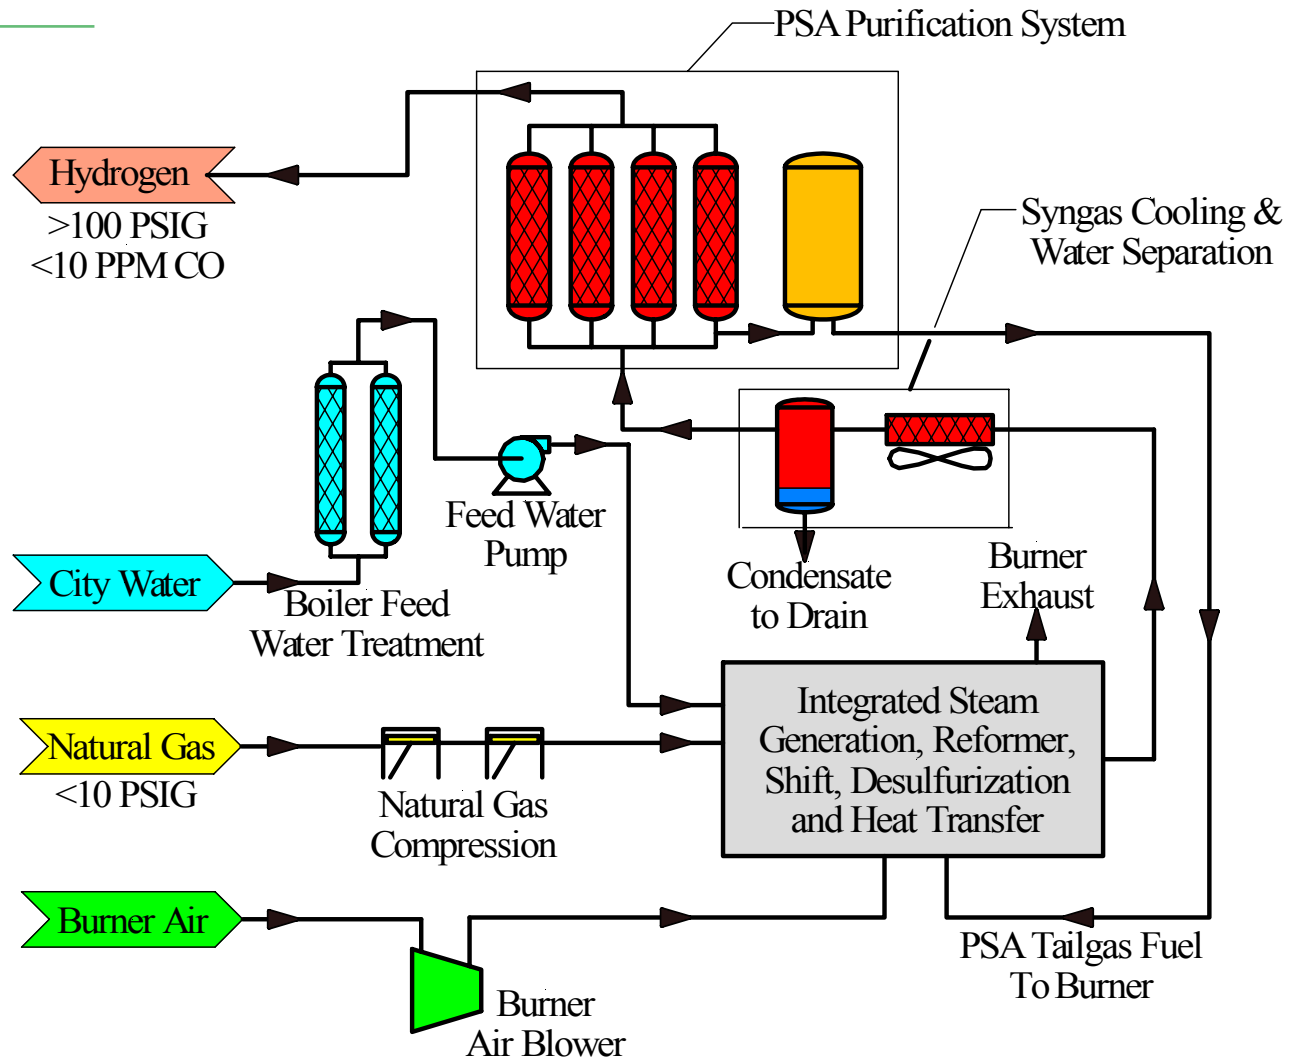 PSA Purification System
Hydrogen
>100 PSIG
<10 PPM CO
Syngas Cooling &
Water Separation
Feed Water
Pump
City Water
Boiler Feed
Water Treatment
Condensate
to Drain
Burner
Exhaust
Natural Gas
<10 PSIG
Natural Gas
Compression
Integrated Steam
Generation, Reformer,
Shift, Desulfurization
and Heat Transfer
Burner Air
Burner
Air Blower
PSA Tailgas Fuel
To Burner